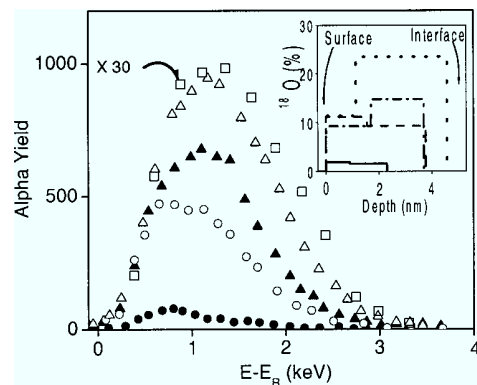 1000
500
0
Alpha Yield
X 30
0
1
2
3
4
E-E_R (keV)
30
20
10
0
¹⁸O (%)
Surface
Interface
0
2
4
Depth (nm)